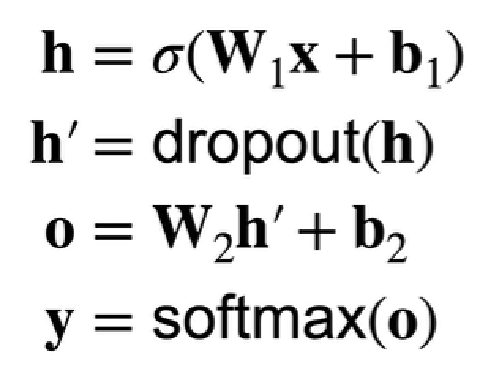 h = σ(W₁x + b₁)
h′ = dropout(h)
o = W₂h′ + b₂
y = softmax(o)